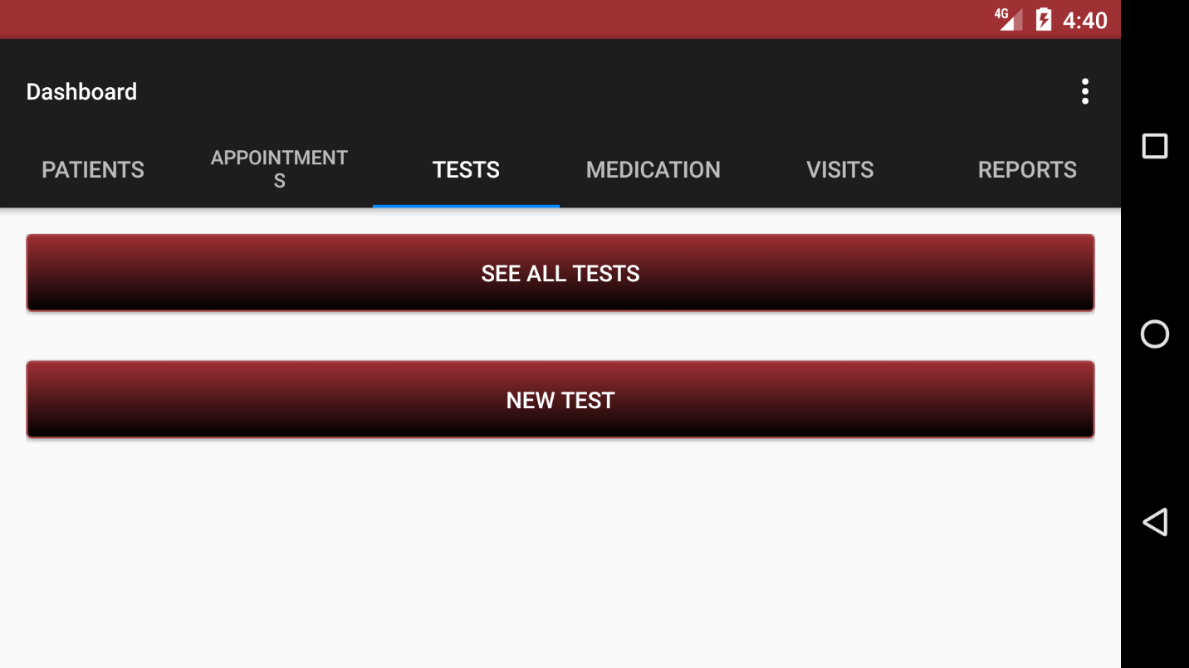 4G 4:40
Dashboard
PATIENTS
APPOINTMENT
S
TESTS
MEDICATION
VISITS
REPORTS
SEE ALL TESTS
NEW TEST